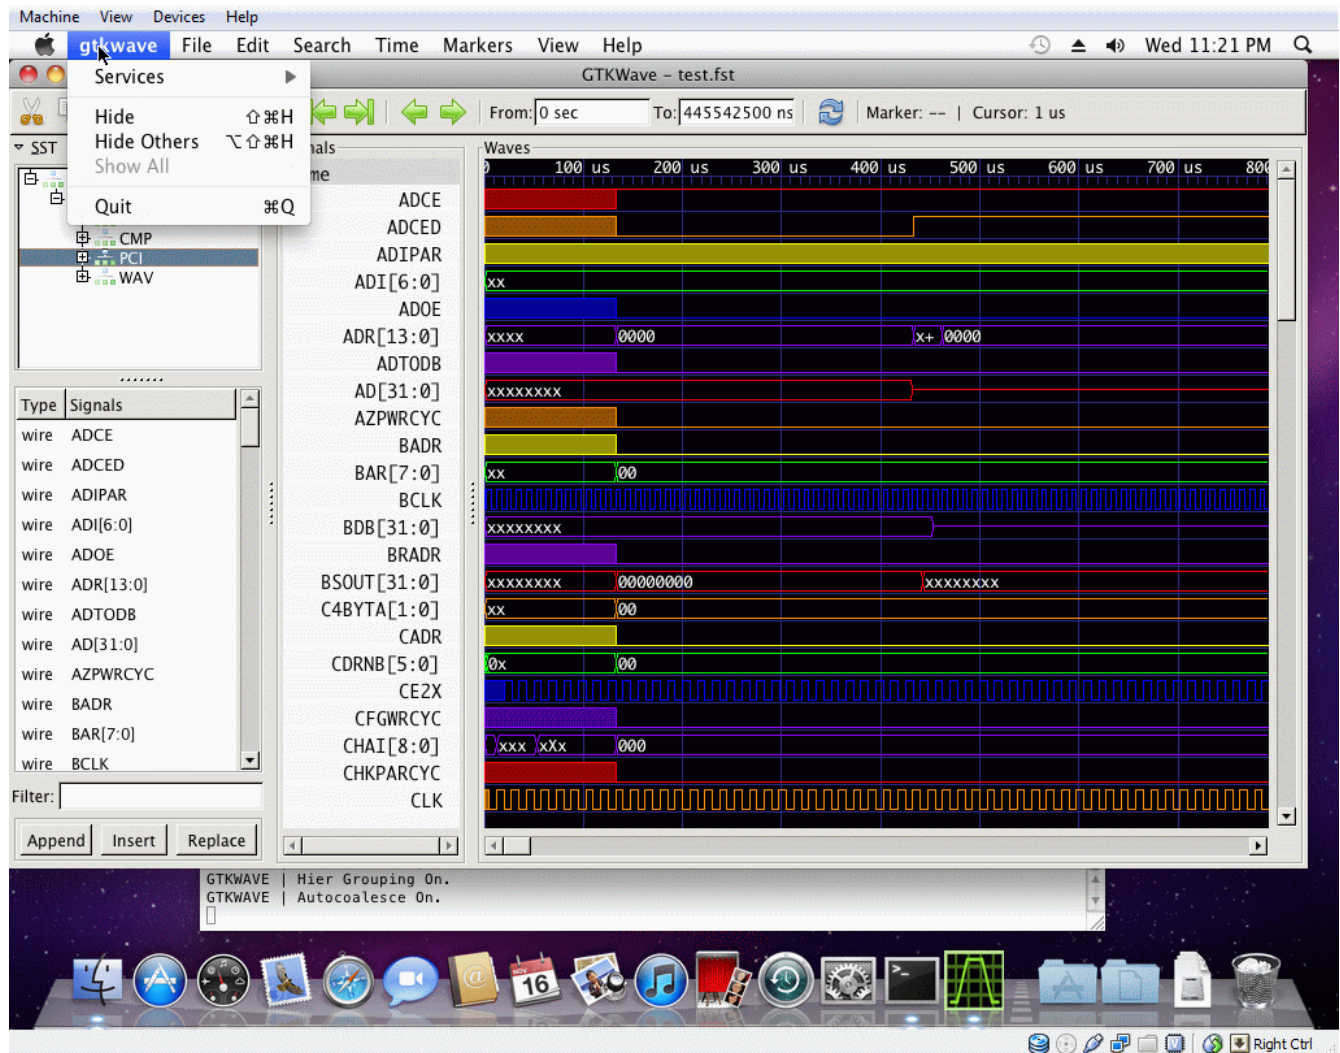 Machine View Devices Help
gtkwave File Edit Search Time Markers View Help Wed 11:21 PM
GTKWave – test.fst
Services
Hide ⇧⌘H
Hide Others ⌥⇧⌘H
Show All
Quit ⌘Q
From: 0 sec To: 445542500 ns Marker: -- | Cursor: 1 us
SST
CMP
PCI
WAV
Type Signals
wire ADCE
wire ADCED
wire ADIPAR
wire ADI[6:0]
wire ADOE
wire ADR[13:0]
wire ADTODB
wire AD[31:0]
wire AZPWRCYC
wire BADR
wire BAR[7:0]
wire BCLK
Filter:
Append Insert Replace
nals
me
ADCE
ADCED
ADIPAR
ADI[6:0]
ADOE
ADR[13:0]
ADTODB
AD[31:0]
AZPWRCYC
BADR
BAR[7:0]
BCLK
BDB[31:0]
BRADR
BSOUT[31:0]
C4BYTA[1:0]
CADR
CDRNB[5:0]
CE2X
CFGWRCYC
CHAI[8:0]
CHKPARCYC
CLK
Waves
100 us 200 us 300 us 400 us 500 us 600 us 700 us 800
xx
xxxx 0000 x+ 0000
xxxxxxxx
xx 00
xxxxxxxx
xxxxxxxx 00000000 xxxxxxxx
xx 00
0x 00
xxx xXx 000
GTKWAVE | Hier Grouping On.
GTKWAVE | Autocoalesce On.
NOV
16
>_
Right Ctrl